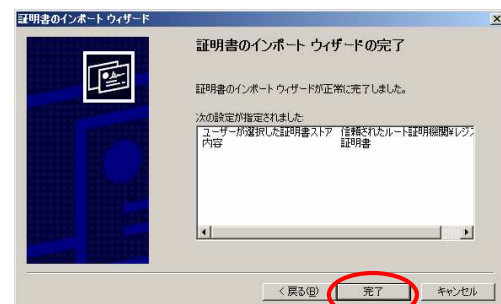 証明書のインポート ウィザード
証明書のインポート ウィザードの完了
証明書のインポート ウィザードが正常に完了しました。
次の設定が指定されました
ユーザーが選択した証明書ストア 信頼されたルート証明機関¥レジ
内容 証明書
< 戻る(B) 完了 キャンセル